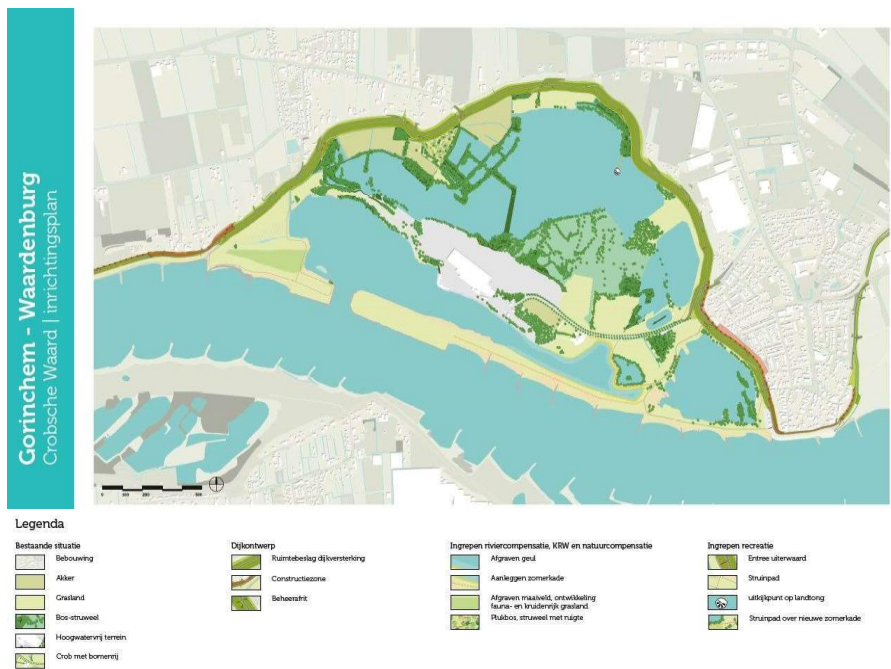 Gorinchem - Waardenburg
Crobsche Waard | inrichtingsplan
Legenda
Bestaande situatie
Bebouwing
Akker
Grasland
Bos-struweel
Hoogwatervrij terrein
Crob met bomenrij
Dijkontwerp
Ruimtebeslag dijkversterking
Constructiezone
Beheerafrit
Ingrepen riviercompensatie, KRW en natuurcompensatie
Afgraven geul
Aanleggen zomerkade
Afgraven maaiveld, ontwikkeling
fauna- en kruidenrijk grasland
Plukbos, struweel met ruigte
Ingrepen recreatie
Entree uiterwaard
Struinpad
uitkijkpunt op landtong
Struinpad over nieuwe zomerkade